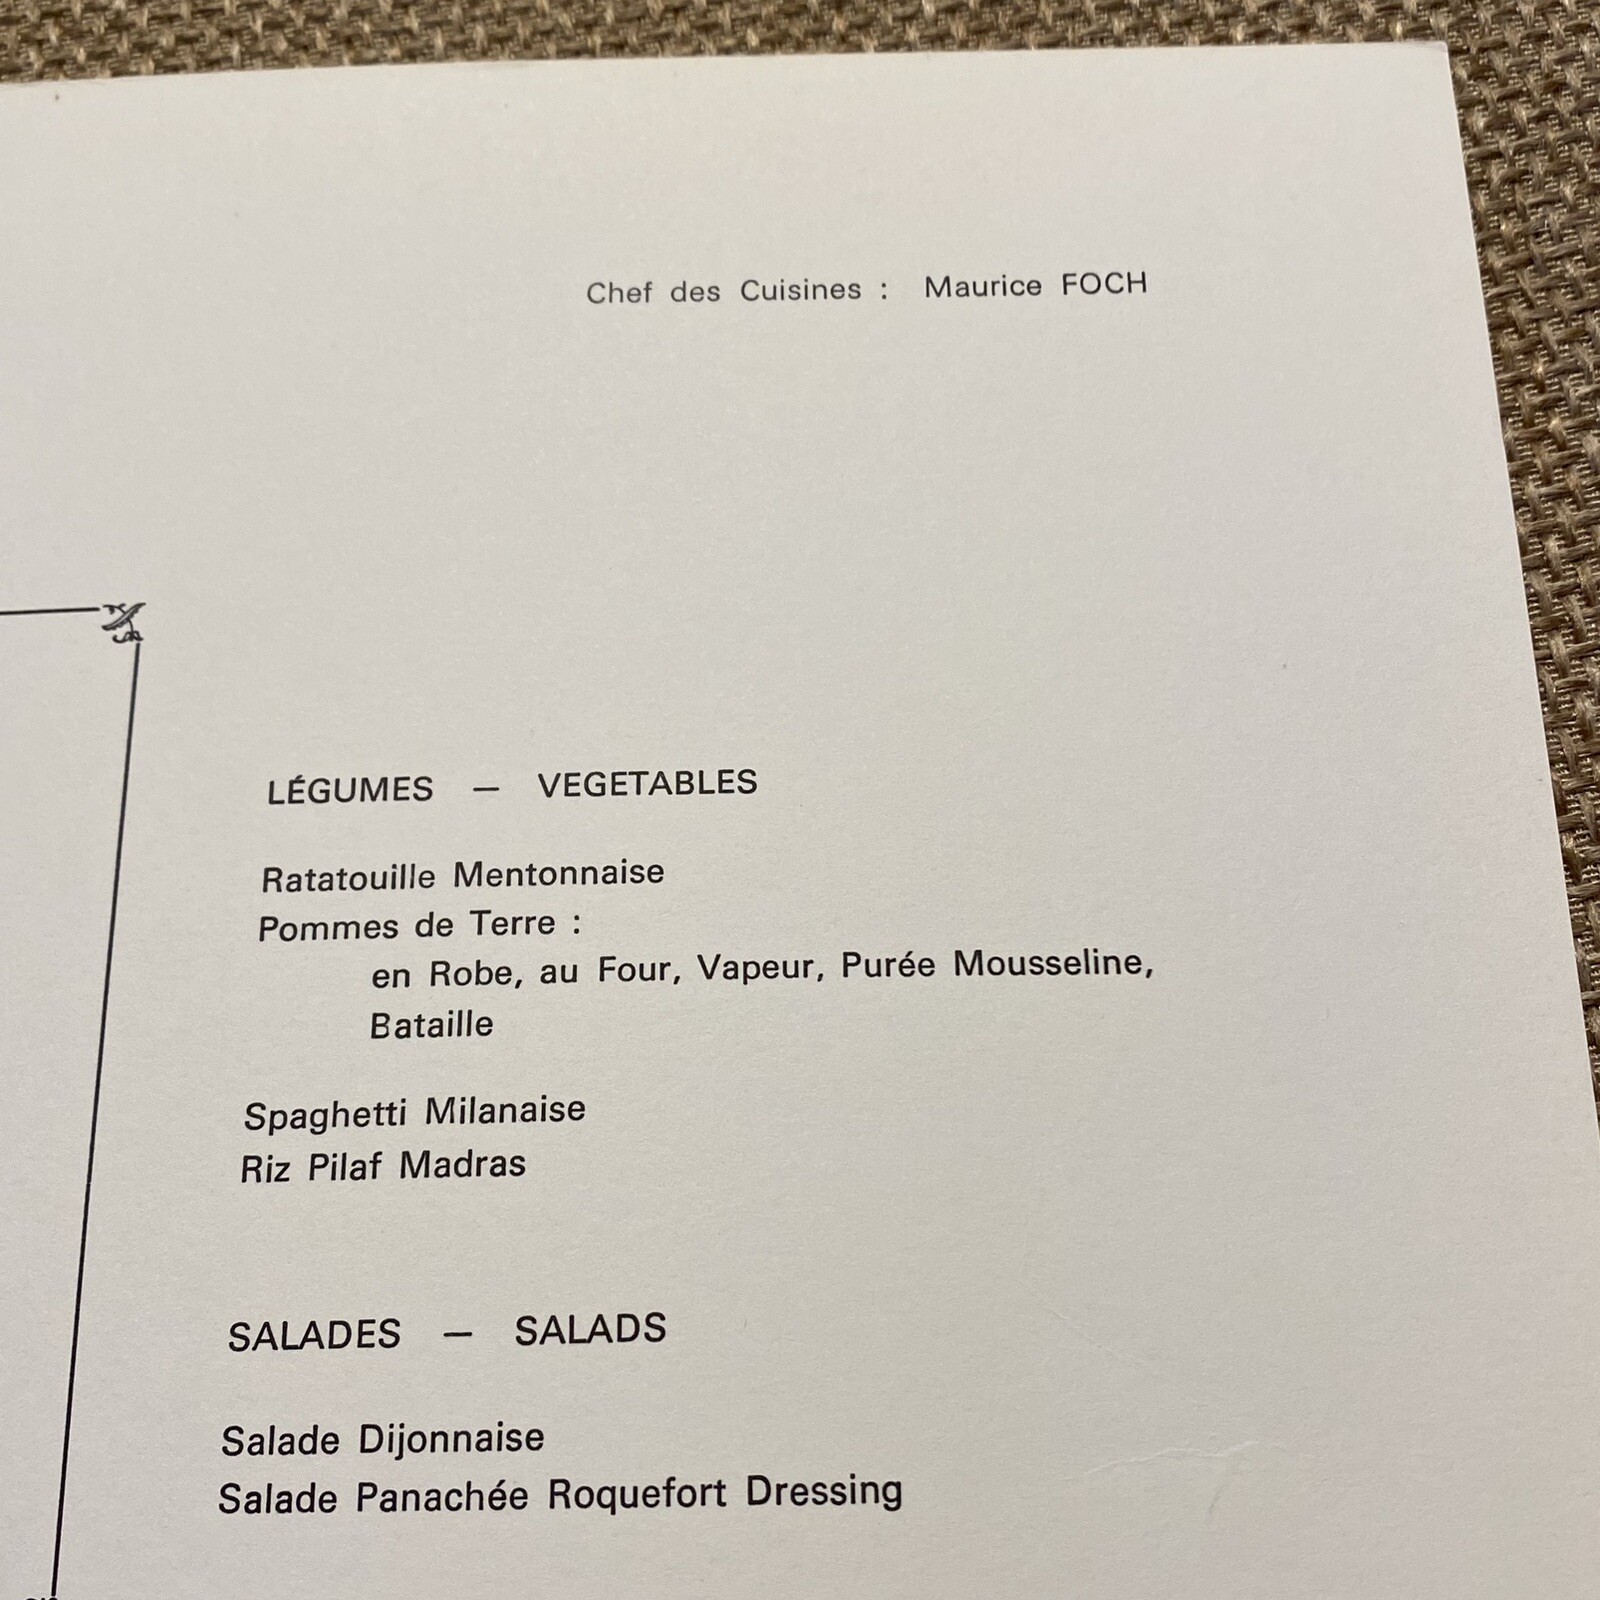 Chef des Cuisines : Maurice FOCH
LÉGUMES — VEGETABLES
Ratatouille Mentonnaise
Pommes de Terre :
en Robe, au Four, Vapeur, Purée Mousseline,
Bataille
Spaghetti Milanaise
Riz Pilaf Madras
SALADES — SALADS
Salade Dijonnaise
Salade Panachée Roquefort Dressing